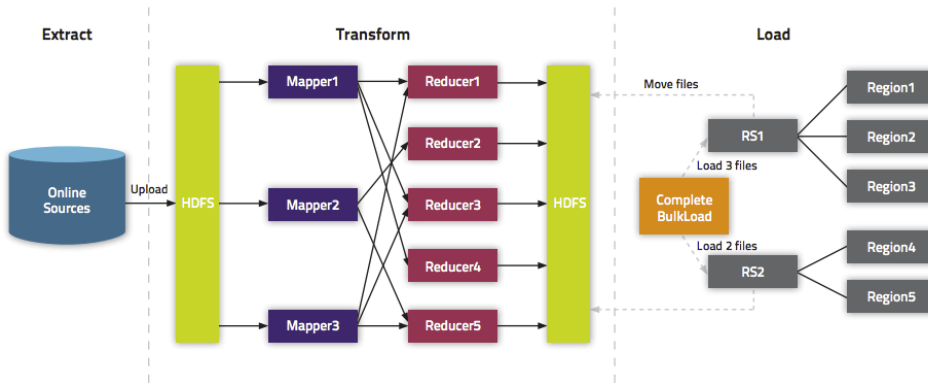 Extract
Transform
Load
Online
Sources
Upload
HDFS
Mapper1
Mapper2
Mapper3
Reducer1
Reducer2
Reducer3
Reducer4
Reducer5
HDFS
Move files
RS1
Load 3 files
Complete
BulkLoad
Load 2 files
RS2
Region1
Region2
Region3
Region4
Region5